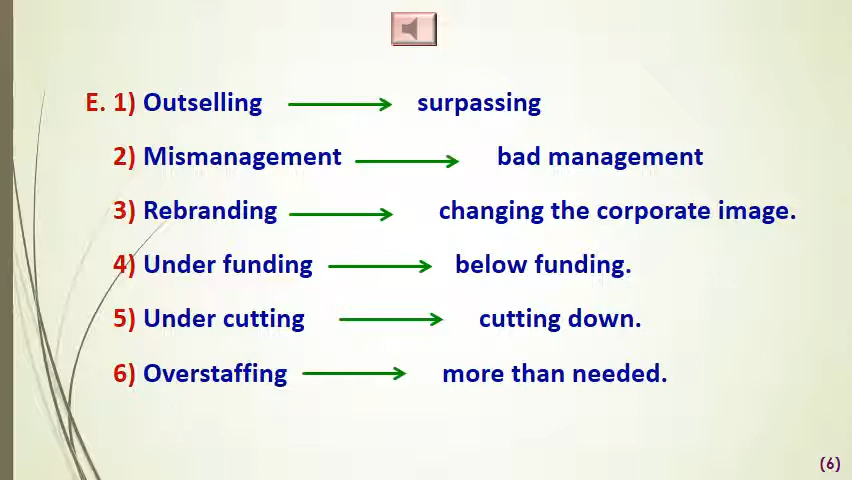 E. 1) Outselling surpassing
2) Mismanagement bad management
3) Rebranding changing the corporate image.
4) Under funding below funding.
5) Under cutting cutting down.
6) Overstaffing more than needed.
(6)